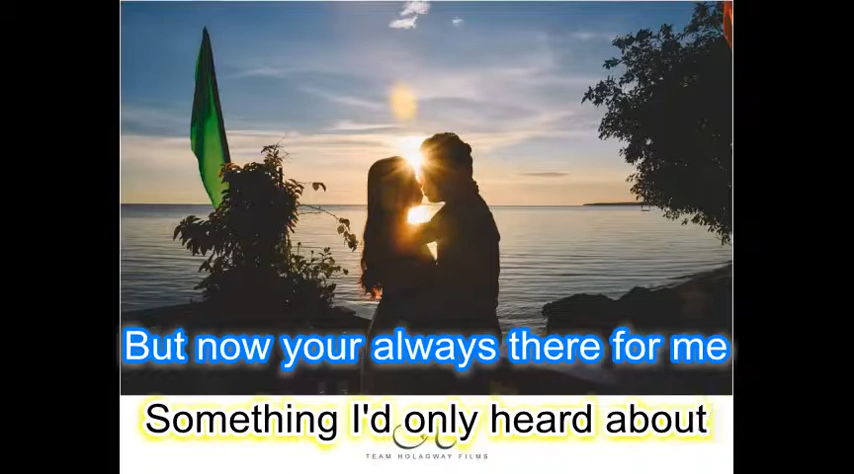 But now your always there for me
Something I'd only heard about
TEAM HOLAGWAY FILMS